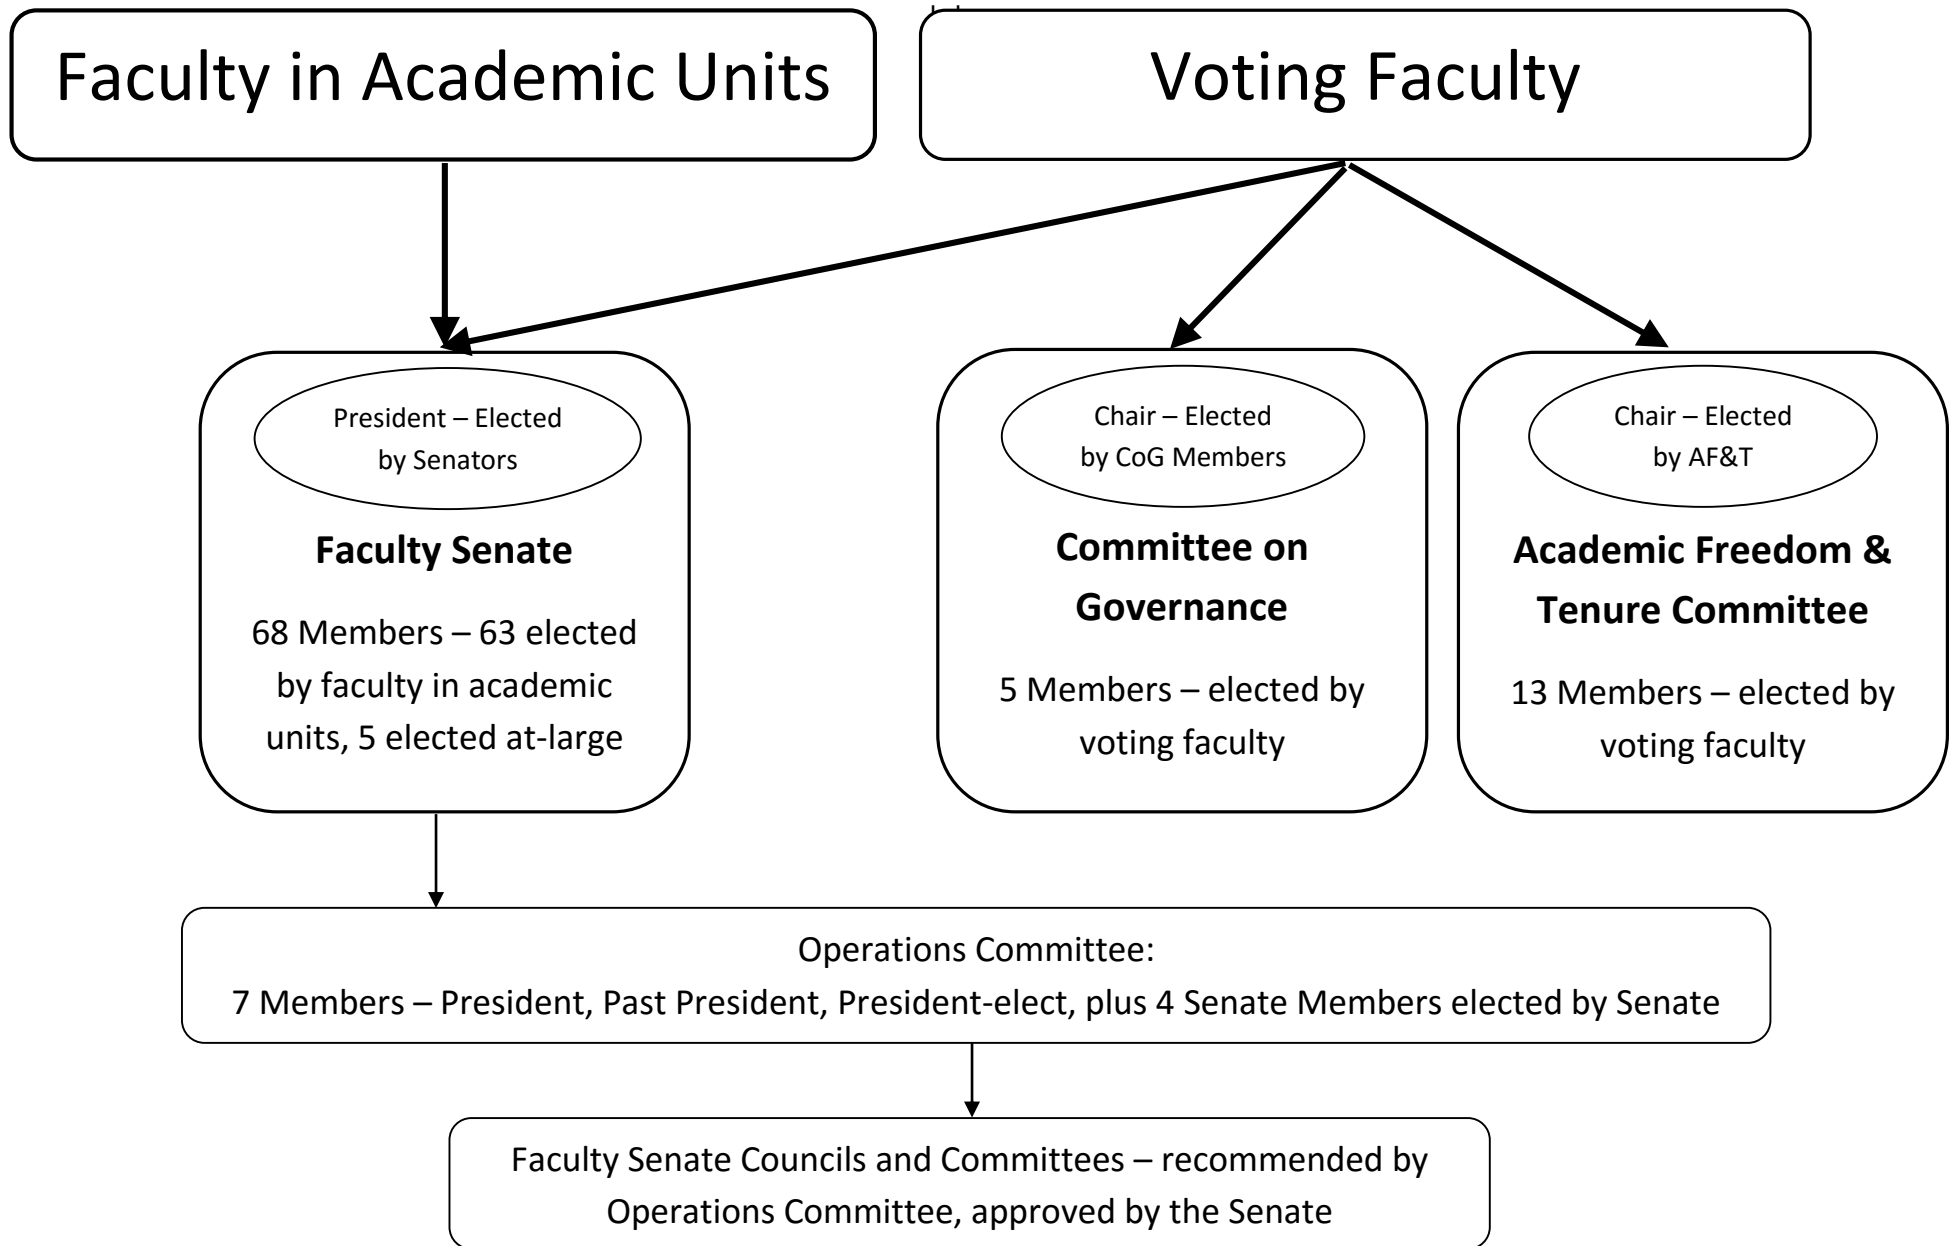 Faculty in Academic Units
Voting Faculty
President – Elected
by Senators
Faculty Senate
68 Members – 63 elected
by faculty in academic
units, 5 elected at-large
Chair – Elected
by CoG Members
Committee on
Governance
5 Members – elected by
voting faculty
Chair – Elected
by AF&T
Academic Freedom &
Tenure Committee
13 Members – elected by
voting faculty
Operations Committee:
7 Members – President, Past President, President-elect, plus 4 Senate Members elected by Senate
Faculty Senate Councils and Committees – recommended by
Operations Committee, approved by the Senate